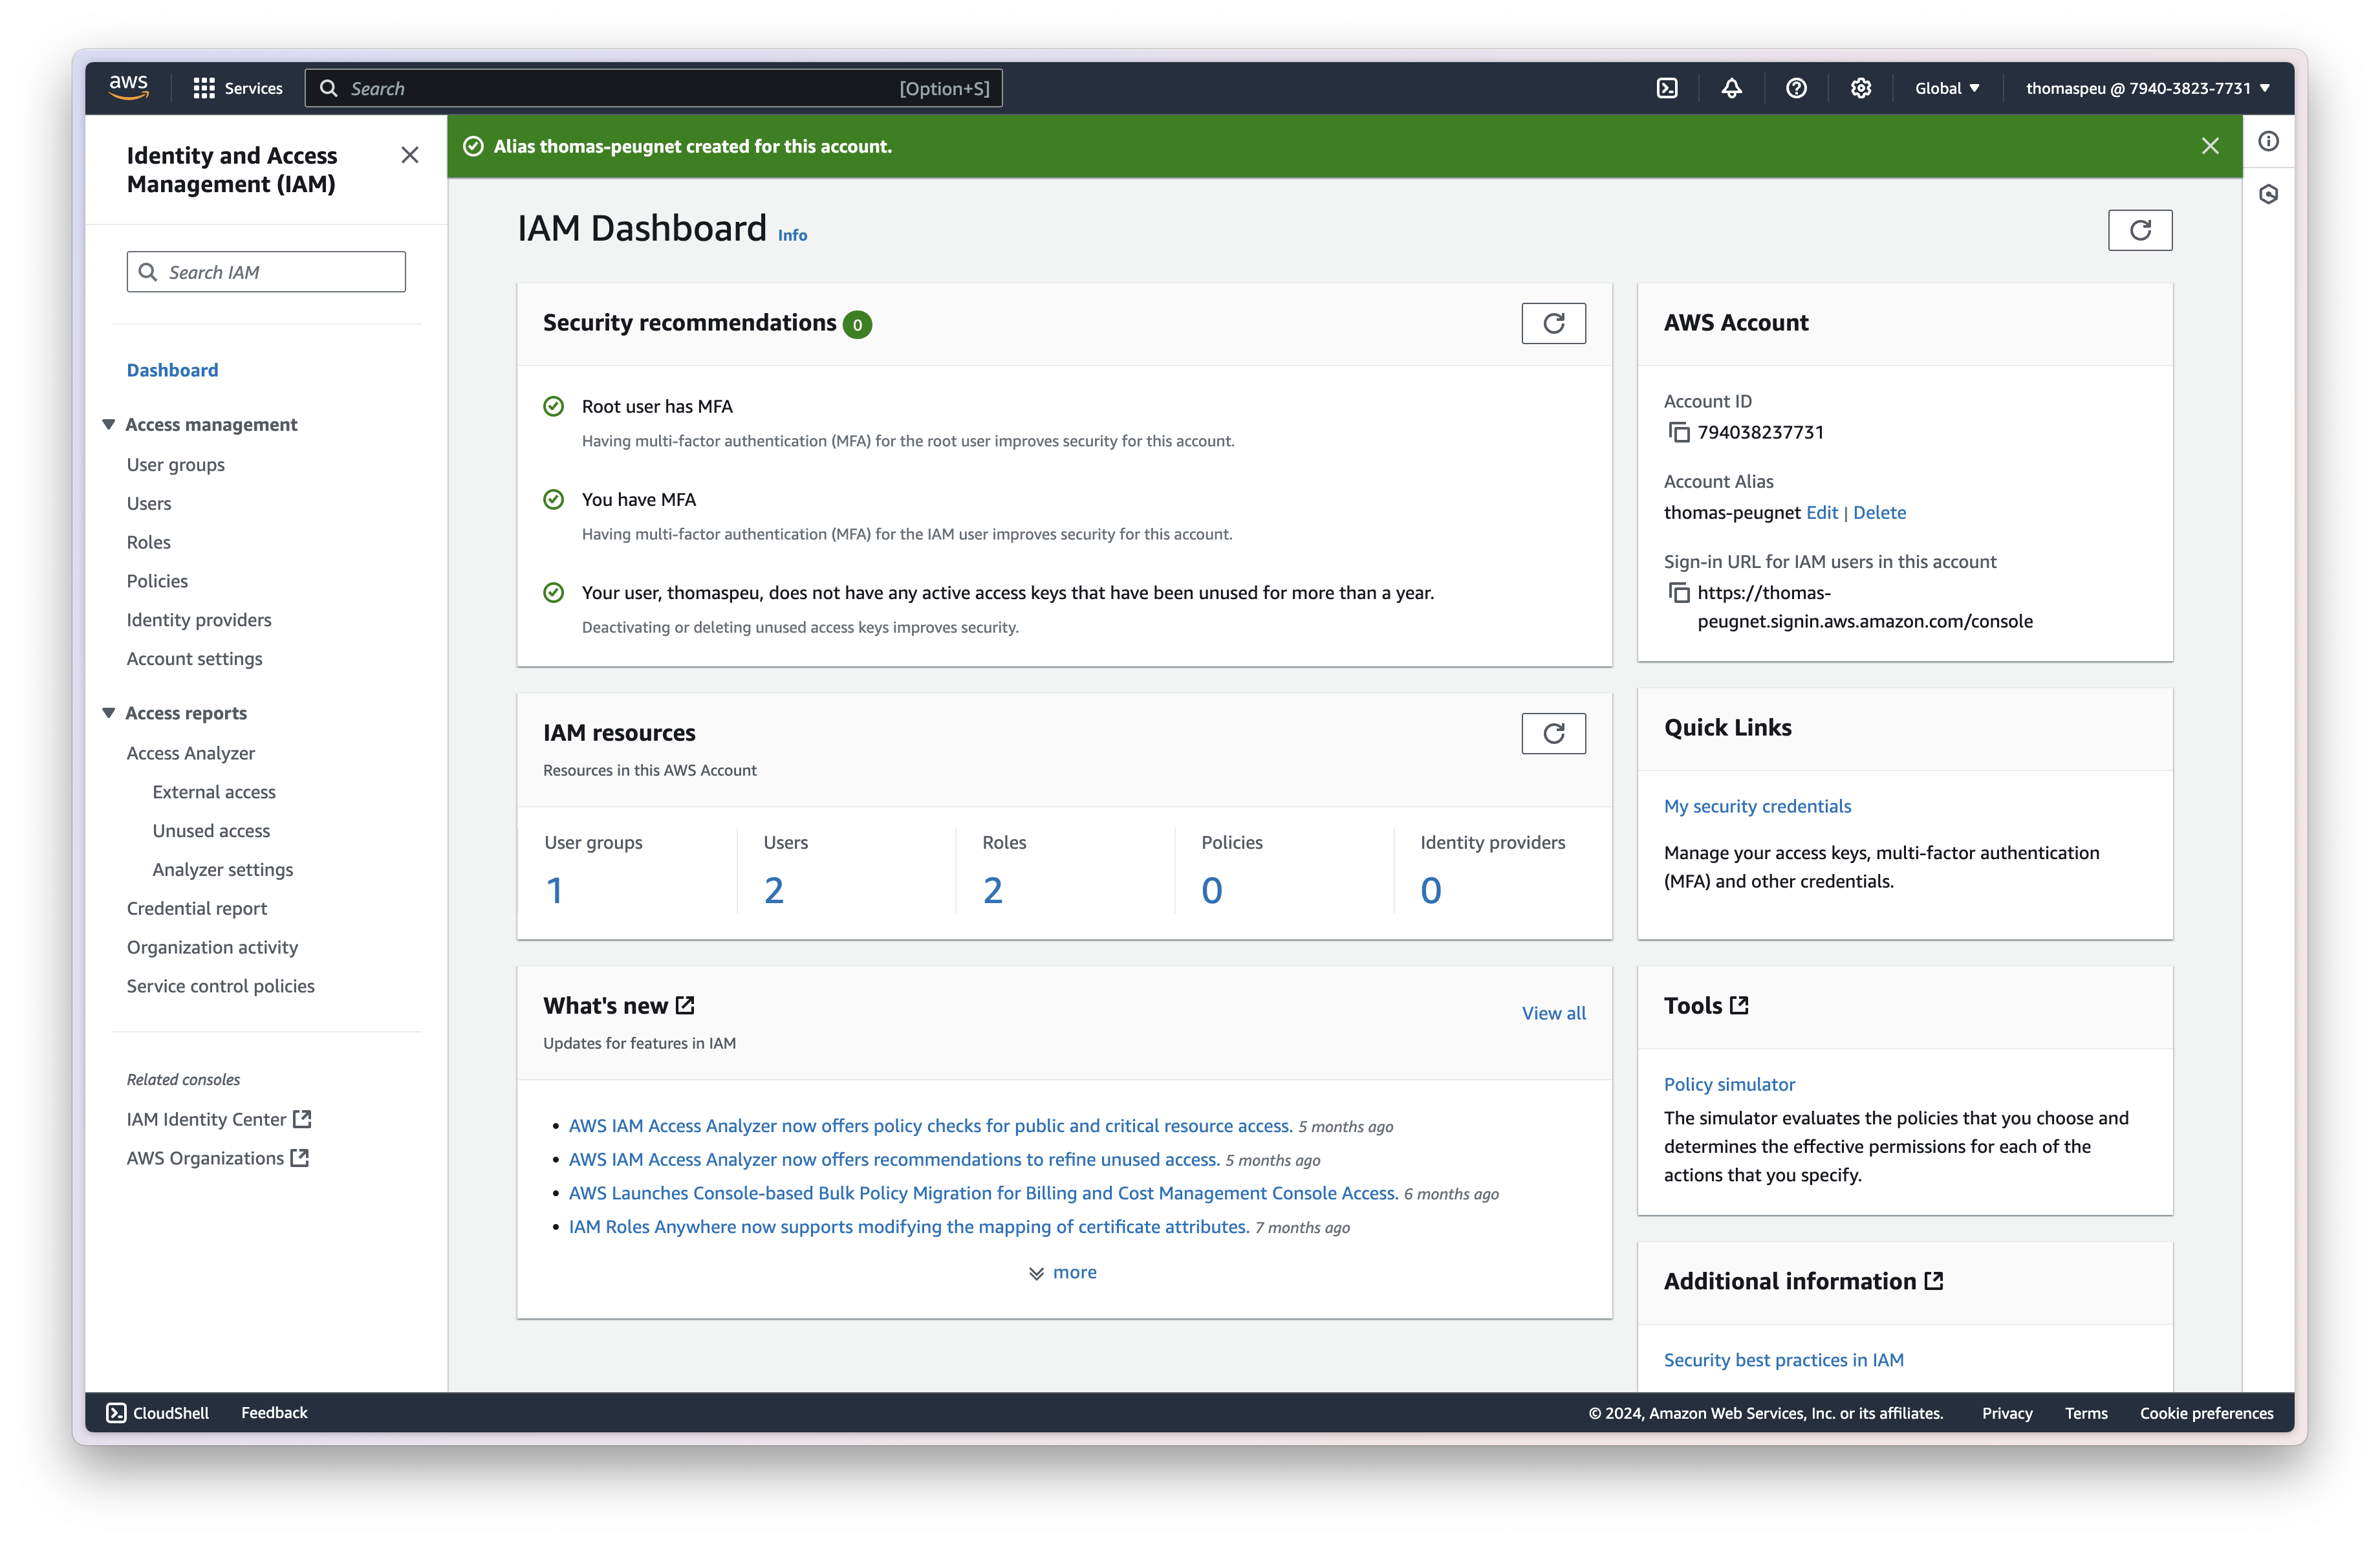 aws
Services
Search
[Option+S]
Global
thomaspeu @ 7940-3823-7731
Identity and Access
Management (IAM)
Search IAM
Dashboard
Access management
User groups
Users
Roles
Policies
Identity providers
Account settings
Access reports
Access Analyzer
External access
Unused access
Analyzer settings
Credential report
Organization activity
Service control policies
Related consoles
IAM Identity Center
AWS Organizations
Alias thomas-peugnet created for this account.
IAM Dashboard Info
Security recommendations 0
Root user has MFA
Having multi-factor authentication (MFA) for the root user improves security for this account.
You have MFA
Having multi-factor authentication (MFA) for the IAM user improves security for this account.
Your user, thomaspeu, does not have any active access keys that have been unused for more than a year.
Deactivating or deleting unused access keys improves security.
IAM resources
Resources in this AWS Account
User groups
1
Users
2
Roles
2
Policies
0
Identity providers
0
What's new
View all
Updates for features in IAM
• AWS IAM Access Analyzer now offers policy checks for public and critical resource access. 5 months ago
• AWS IAM Access Analyzer now offers recommendations to refine unused access. 5 months ago
• AWS Launches Console-based Bulk Policy Migration for Billing and Cost Management Console Access. 6 months ago
• IAM Roles Anywhere now supports modifying the mapping of certificate attributes. 7 months ago
more
AWS Account
Account ID
794038237731
Account Alias
thomas-peugnet Edit | Delete
Sign-in URL for IAM users in this account
https://thomas-
peugnet.signin.aws.amazon.com/console
Quick Links
My security credentials
Manage your access keys, multi-factor authentication
(MFA) and other credentials.
Tools
Policy simulator
The simulator evaluates the policies that you choose and
determines the effective permissions for each of the
actions that you specify.
Additional information
Security best practices in IAM
CloudShell
Feedback
© 2024, Amazon Web Services, Inc. or its affiliates.
Privacy
Terms
Cookie preferences